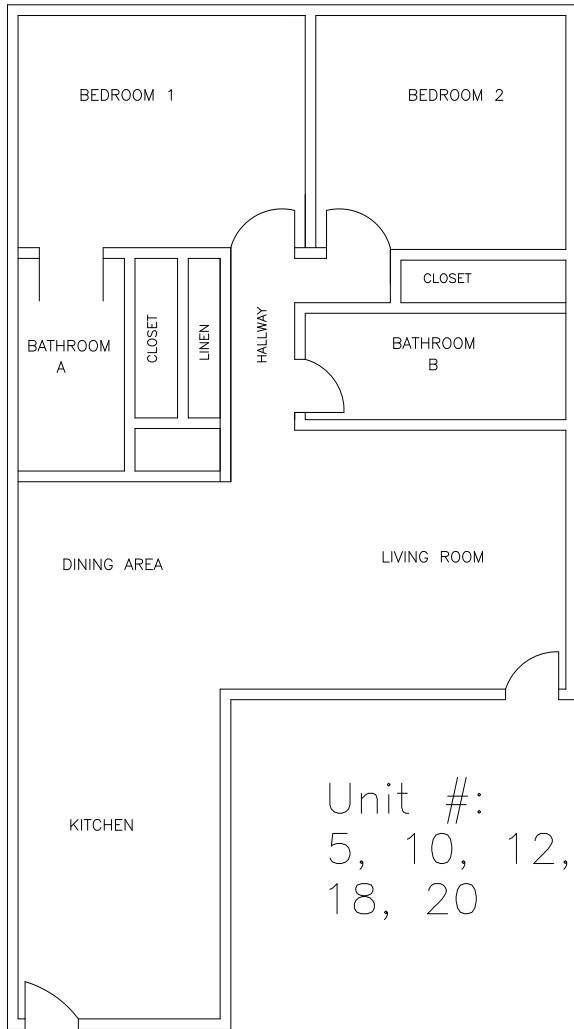 BEDROOM 1
BEDROOM 2
CLOSET
BATHROOM
A
CLOSET
LINEN
HALLWAY
BATHROOM
B
DINING AREA
LIVING ROOM
KITCHEN
Unit #:
5, 10, 12,
18, 20